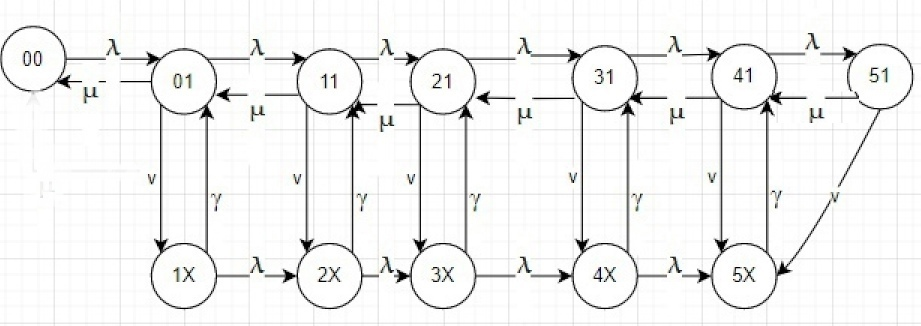 λ λ λ λ λ λ
00 01 11 21 31 41 51
μ μ μ μ μ μ
v γ v γ v γ v γ v γ v
μ
1X λ 2X λ 3X λ 4X λ 5X